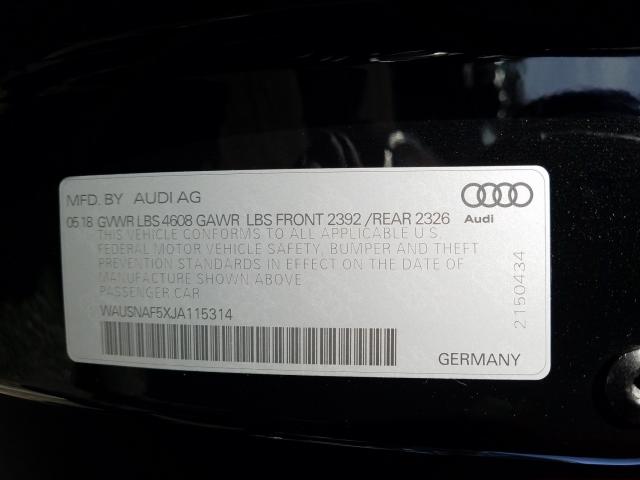 MFD. BY AUDI AG
05 18 GVWR LBS 4608 GAWR LBS FRONT 2392 / REAR 2326
Audi
THIS VEHICLE CONFORMS TO ALL APPLICABLE U.S.
FEDERAL MOTOR VEHICLE SAFETY, BUMPER AND THEFT
PREVENTION STANDARDS IN EFFECT ON THE DATE OF
MANUFACTURE SHOWN ABOVE
PASSENGER CAR
WAUSNAF5XJA115314
2150434
GERMANY